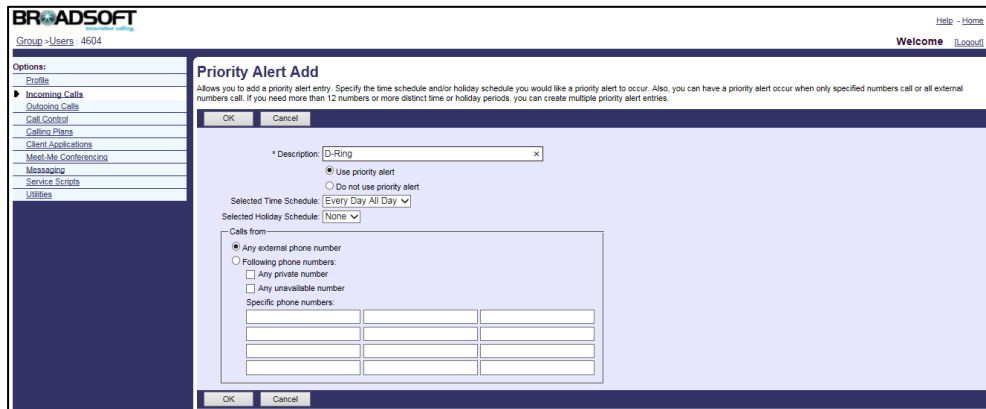 BROADSOFT
innovation calling.
Help - Home
Group >Users : 4604
Welcome [Logout]
Options:
Profile
Incoming Calls
Outgoing Calls
Call Control
Calling Plans
Client Applications
Meet-Me Conferencing
Messaging
Service Scripts
Utilities
Priority Alert Add
Allows you to add a priority alert entry. Specify the time schedule and/or holiday schedule you would like a priority alert to occur. Also, you can have a priority alert occur when only specified numbers call or all external
numbers call. If you need more than 12 numbers or more distinct time or holiday periods, you can create multiple priority alert entries.
OK Cancel
* Description: D-Ring ×
Use priority alert
Do not use priority alert
Selected Time Schedule: Every Day All Day
Selected Holiday Schedule: None
Calls from
Any external phone number
Following phone numbers:
Any private number
Any unavailable number
Specific phone numbers:
OK Cancel